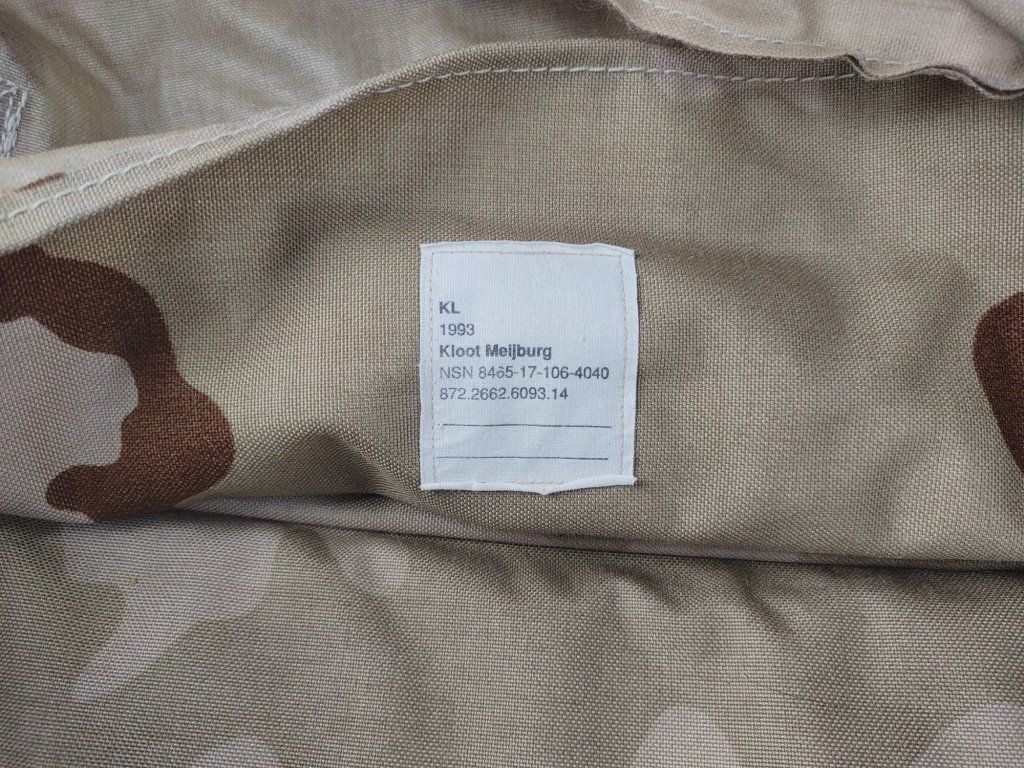 KL
1993
Kloot Meijburg
NSN 8465-17-106-4040
872.2662.6093.14